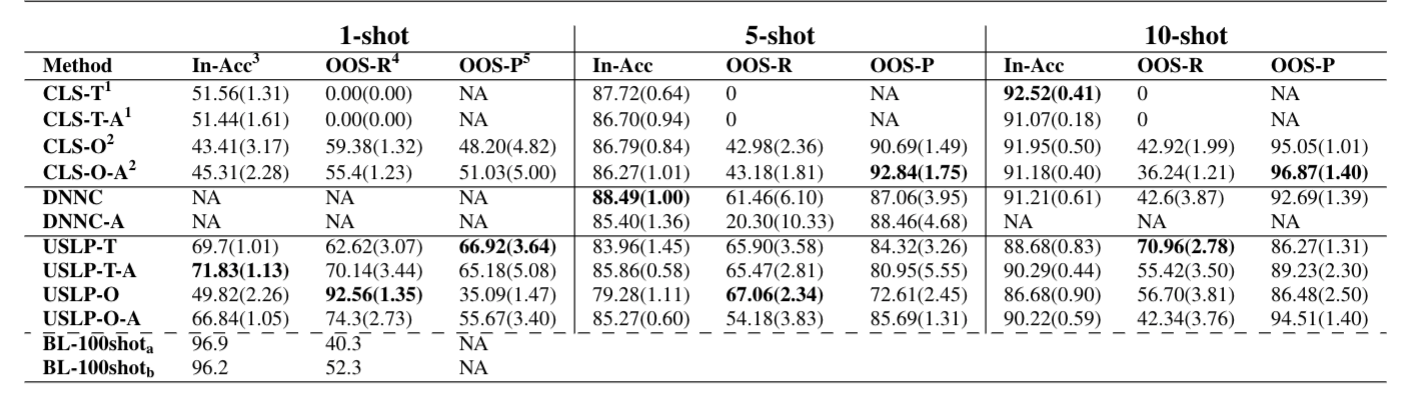 1-shot 5-shot 10-shot
Method In-Acc³ OOS-R⁴ OOS-P⁵ In-Acc OOS-R OOS-P In-Acc OOS-R OOS-P
CLS-T¹ 51.56(1.31) 0.00(0.00) NA 87.72(0.64) 0 NA 92.52(0.41) 0 NA
CLS-T-A¹ 51.44(1.61) 0.00(0.00) NA 86.70(0.94) 0 NA 91.07(0.18) 0 NA
CLS-O² 43.41(3.17) 59.38(1.32) 48.20(4.82) 86.79(0.84) 42.98(2.36) 90.69(1.49) 91.95(0.50) 42.92(1.99) 95.05(1.01)
CLS-O-A² 45.31(2.28) 55.4(1.23) 51.03(5.00) 86.27(1.01) 43.18(1.81) 92.84(1.75) 91.18(0.40) 36.24(1.21) 96.87(1.40)
DNNC NA NA NA 88.49(1.00) 61.46(6.10) 87.06(3.95) 91.21(0.61) 42.6(3.87) 92.69(1.39)
DNNC-A NA NA NA 85.40(1.36) 20.30(10.33) 88.46(4.68) NA NA NA
USLP-T 69.7(1.01) 62.62(3.07) 66.92(3.64) 83.96(1.45) 65.90(3.58) 84.32(3.26) 88.68(0.83) 70.96(2.78) 86.27(1.31)
USLP-T-A 71.83(1.13) 70.14(3.44) 65.18(5.08) 85.86(0.58) 65.47(2.81) 80.95(5.55) 90.29(0.44) 55.42(3.50) 89.23(2.30)
USLP-O 49.82(2.26) 92.56(1.35) 35.09(1.47) 79.28(1.11) 67.06(2.34) 72.61(2.45) 86.68(0.90) 56.70(3.81) 86.48(2.50)
USLP-O-A 66.84(1.05) 74.3(2.73) 55.67(3.40) 85.27(0.60) 54.18(3.83) 85.69(1.31) 90.22(0.59) 42.34(3.76) 94.51(1.40)
BL-100shotₐ 96.9 40.3 NA
BL-100shot_b 96.2 52.3 NA